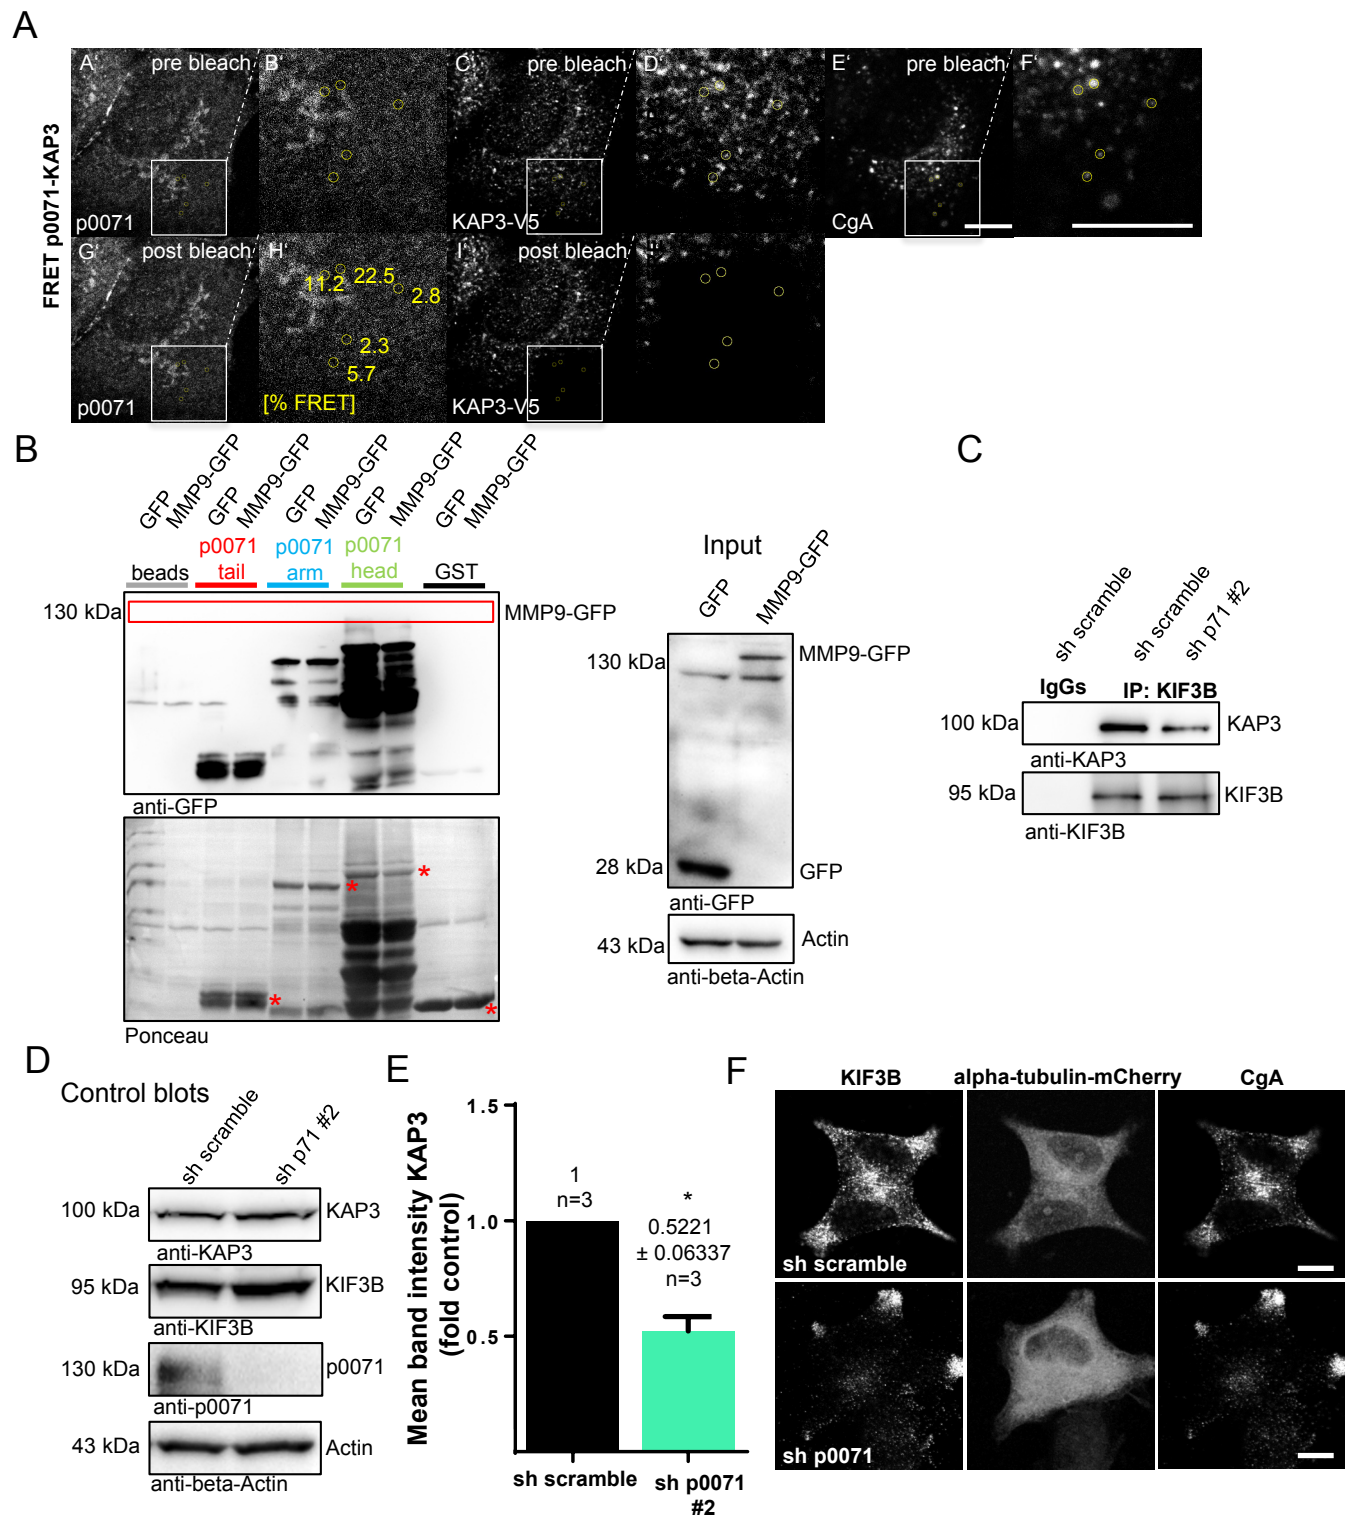 A
FRET p0071-KAP3
A' pre bleach
p0071
B'
C' pre bleach
KAP3-V5
D'
E' pre bleach
CgA
F'
G' post bleach
p0071
H'
11.2 22.5
2.8
2.3
5.7
[% FRET]
I' post bleach
KAP3-V5
B
GFP
MMP9-GFP
GFP
MMP9-GFP
GFP
MMP9-GFP
GFP
MMP9-GFP
GFP
MMP9-GFP
beads
p0071
tail
p0071
arm
p0071
head
GST
130 kDa
MMP9-GFP
anti-GFP
*
*
*
*
Ponceau
Input
GFP
MMP9-GFP
130 kDa
MMP9-GFP
28 kDa
GFP
anti-GFP
43 kDa
Actin
anti-beta-Actin
C
sh scramble
sh scramble
sh p71 #2
IgGs
IP: KIF3B
100 kDa
KAP3
anti-KAP3
95 kDa
KIF3B
anti-KIF3B
D
Control blots
sh scramble
sh p71 #2
100 kDa
KAP3
anti-KAP3
95 kDa
KIF3B
anti-KIF3B
130 kDa
p0071
anti-p0071
43 kDa
Actin
anti-beta-Actin
E
Mean band intensity KAP3
(fold control)
1.5
1.0
0.5
1
n=3
*
0.5221
± 0.06337
n=3
sh scramble
sh p0071
#2
F
KIF3B
alpha-tubulin-mCherry
CgA
sh scramble
sh p0071